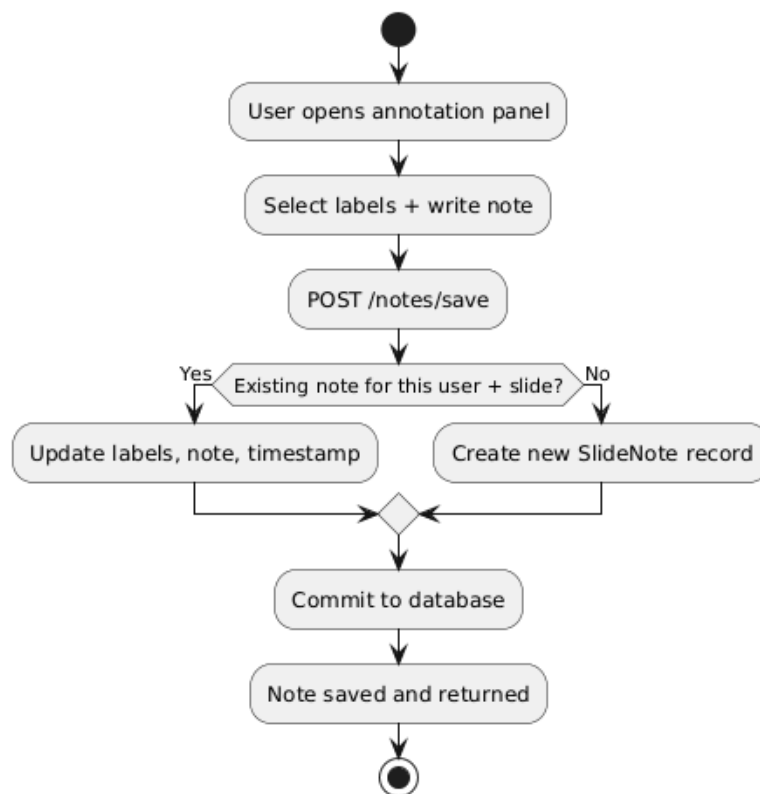 User opens annotation panel
Select labels + write note
POST /notes/save
Yes
Existing note for this user + slide?
No
Update labels, note, timestamp
Create new SlideNote record
Commit to database
Note saved and returned